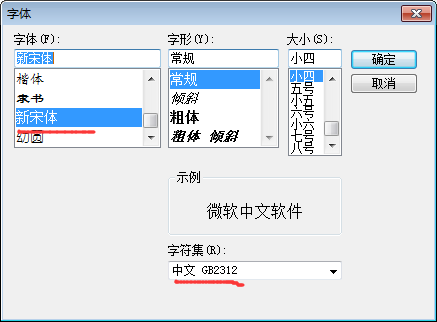 字体
字体(F):
新宋体
楷体
隶书
新宋体
幼圆
字形(Y):
常规
常规
倾斜
粗体
粗体 倾斜
大小(S):
小四
小四
五号
小五
六号
小六
七号
八号
确定
取消
示例
微软中文软件
字符集(R):
中文 GB2312